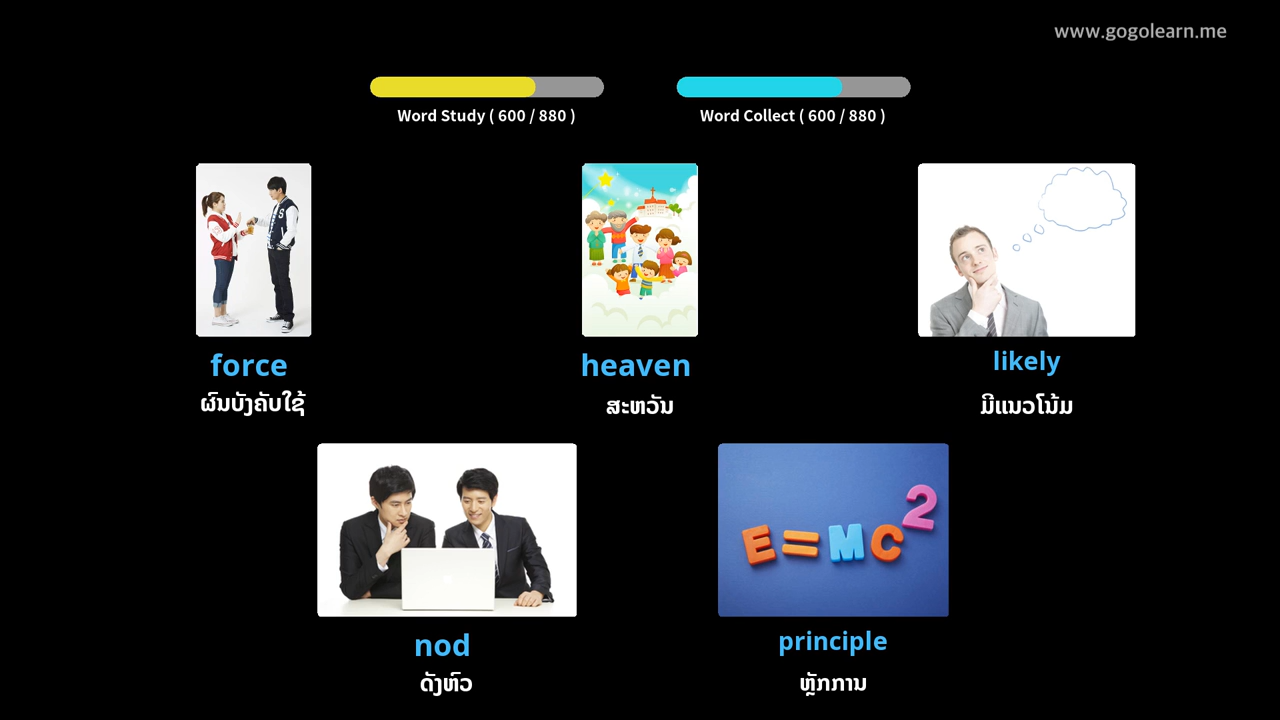 www.gogolearn.me
Word Study ( 600 / 880 )
Word Collect ( 600 / 880 )
S
force
ຜົນບັງຄັບໃຊ້
heaven
ສະຫວັນ
likely
ມີແນວໂນ້ມ
E=MC2
nod
ດັງຫົວ
principle
ຫຼັກການ